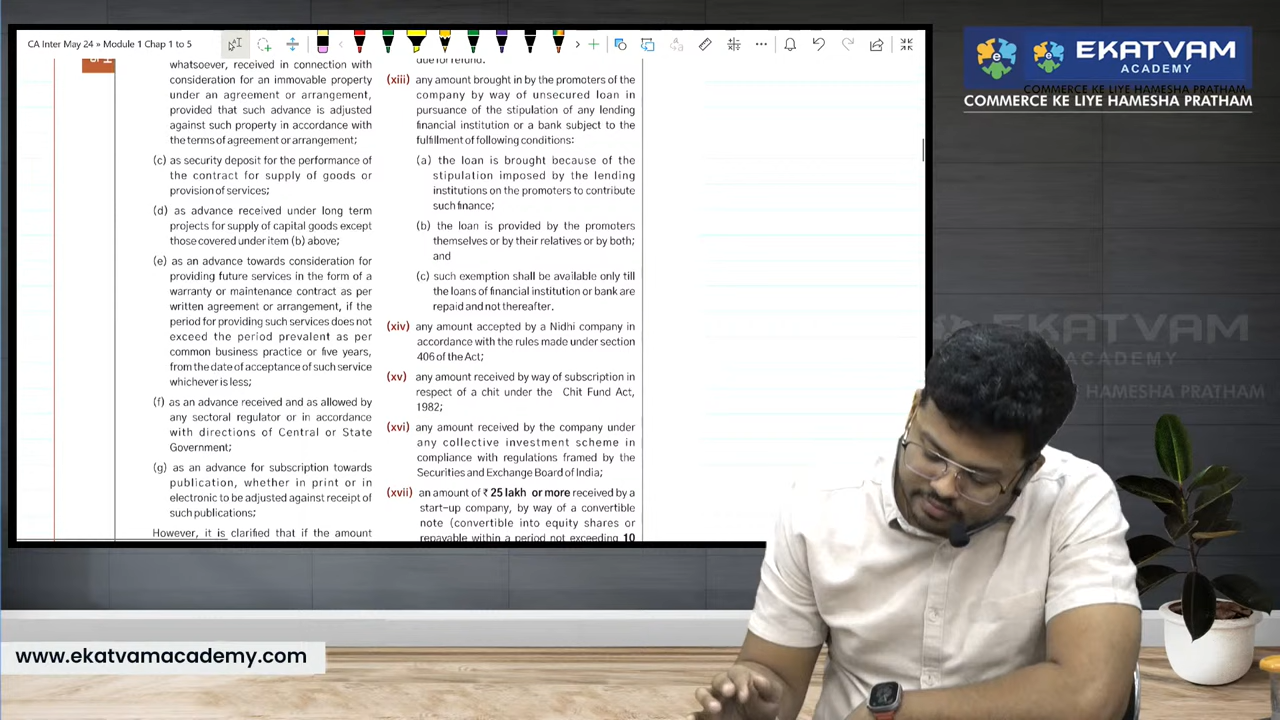 CA Inter May 24 » Module 1 Chap 1 to 5
whatsoever, received in connection with
consideration for an immovable property
under an agreement or arrangement,
provided that such advance is adjusted
against such property in accordance with
the terms of agreement or arrangement;
(c) as security deposit for the performance of
the contract for supply of goods or
provision of services;
(d) as advance received under long term
projects for supply of capital goods except
those covered under item (b) above;
(e) as an advance towards consideration for
providing future services in the form of a
warranty or maintenance contract as per
written agreement or arrangement, if the
period for providing such services does not
exceed the period prevalent as per
common business practice or five years,
from the date of acceptance of such service
whichever is less;
(f) as an advance received and as allowed by
any sectoral regulator or in accordance
with directions of Central or State
Government;
(g) as an advance for subscription towards
publication, whether in print or in
electronic to be adjusted against receipt of
such publications;
However, it is clarified that if the amount
due for refund.
(xiii) any amount brought in by the promoters of the
company by way of unsecured loan in
pursuance of the stipulation of any lending
financial institution or a bank subject to the
fulfillment of following conditions:
(a) the loan is brought because of the
stipulation imposed by the lending
institutions on the promoters to contribute
such finance;
(b) the loan is provided by the promoters
themselves or by their relatives or by both;
and
(c) such exemption shall be available only till
the loans of financial institution or bank are
repaid and not thereafter.
(xiv) any amount accepted by a Nidhi company in
accordance with the rules made under section
406 of the Act;
(xv) any amount received by way of subscription in
respect of a chit under the Chit Fund Act,
1982;
(xvi) any amount received by the company under
any collective investment scheme in
compliance with regulations framed by the
Securities and Exchange Board of India;
(xvii) an amount of ₹ 25 lakh or more received by a
start-up company, by way of a convertible
note (convertible into equity shares or
repayable within a period not exceeding 10
EKATVAM
ACADEMY
COMMERCE KE LIYE HAMESHA PRATHAM
COMMERCE KE LIYE HAMESHA PRATHAM
EKATVAM
ACADEMY
HAMESHA PRATHAM
www.ekatvamacademy.com